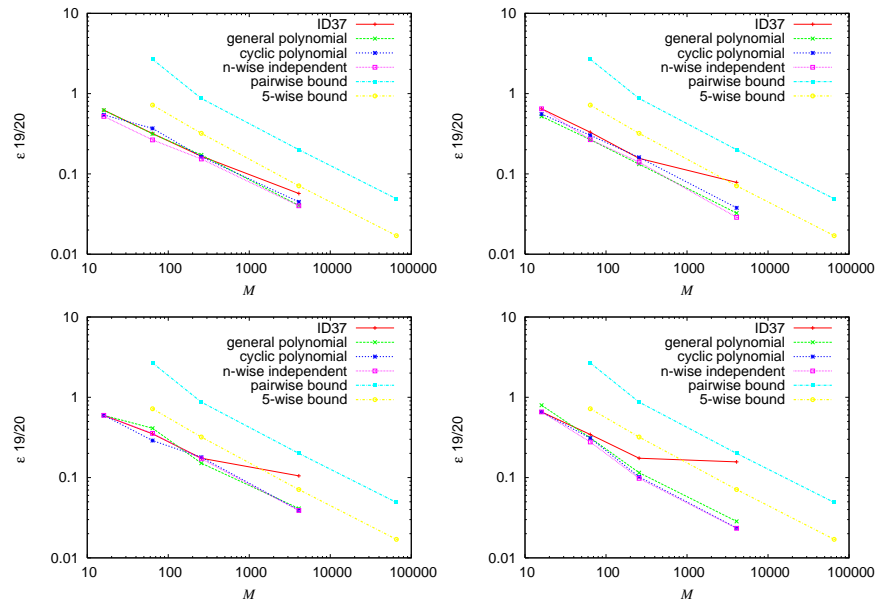 10
1
0.1
0.01
ε 19/20
10
100
1000
10000
100000
M
ID37
general polynomial
cyclic polynomial
n-wise independent
pairwise bound
5-wise bound
10
1
0.1
0.01
ε 19/20
10
100
1000
10000
100000
M
ID37
general polynomial
cyclic polynomial
n-wise independent
pairwise bound
5-wise bound
10
1
0.1
0.01
ε 19/20
10
100
1000
10000
100000
M
ID37
general polynomial
cyclic polynomial
n-wise independent
pairwise bound
5-wise bound
10
1
0.1
0.01
ε 19/20
10
100
1000
10000
100000
M
ID37
general polynomial
cyclic polynomial
n-wise independent
pairwise bound
5-wise bound